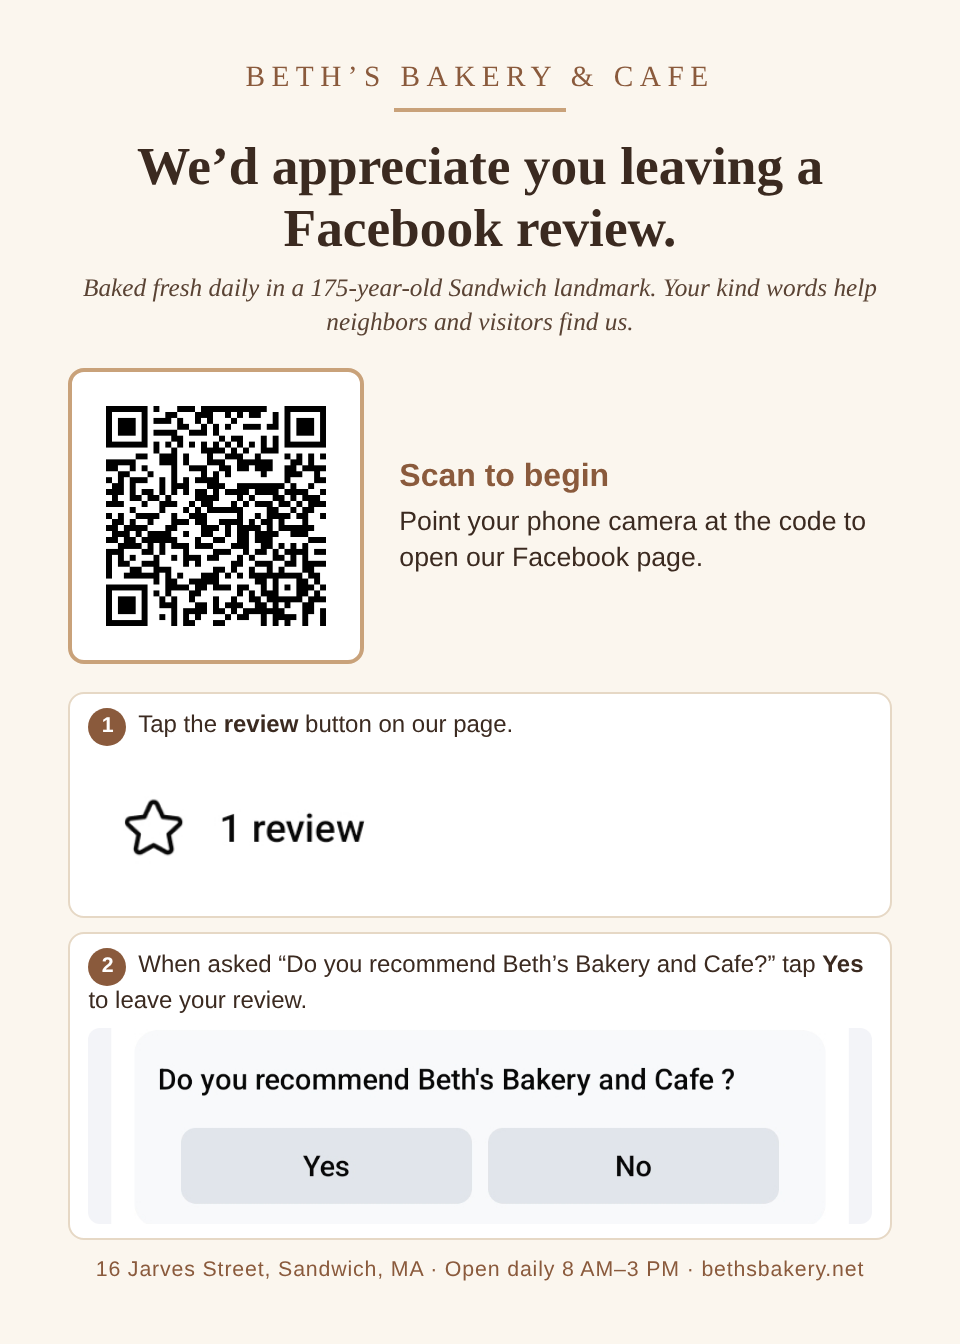 BETH’S BAKERY & CAFE
We’d appreciate you leaving a
Facebook review.
Baked fresh daily in a 175-year-old Sandwich landmark. Your kind words help
neighbors and visitors find us.
Scan to begin
Point your phone camera at the code to
open our Facebook page.
1 Tap the review button on our page.
1 review
2 When asked “Do you recommend Beth’s Bakery and Cafe?” tap Yes
to leave your review.
Do you recommend Beth's Bakery and Cafe ?
Yes No
16 Jarves Street, Sandwich, MA · Open daily 8 AM–3 PM · bethsbakery.net